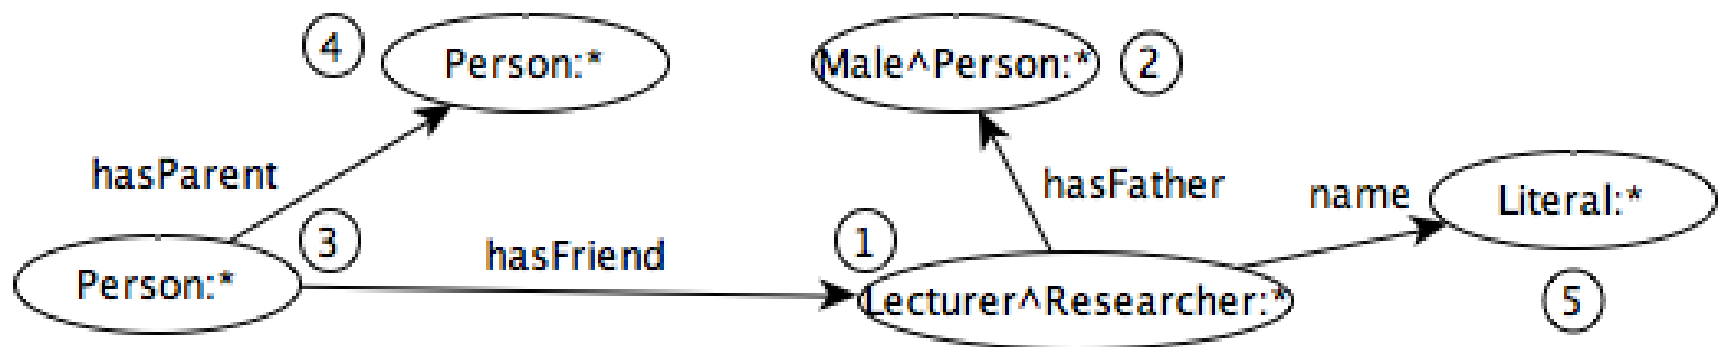 4 Person:* Male^Person:* 2
hasParent hasFather name Literal:*
3 hasFriend 1
Person:* Lecturer^Researcher:* 5